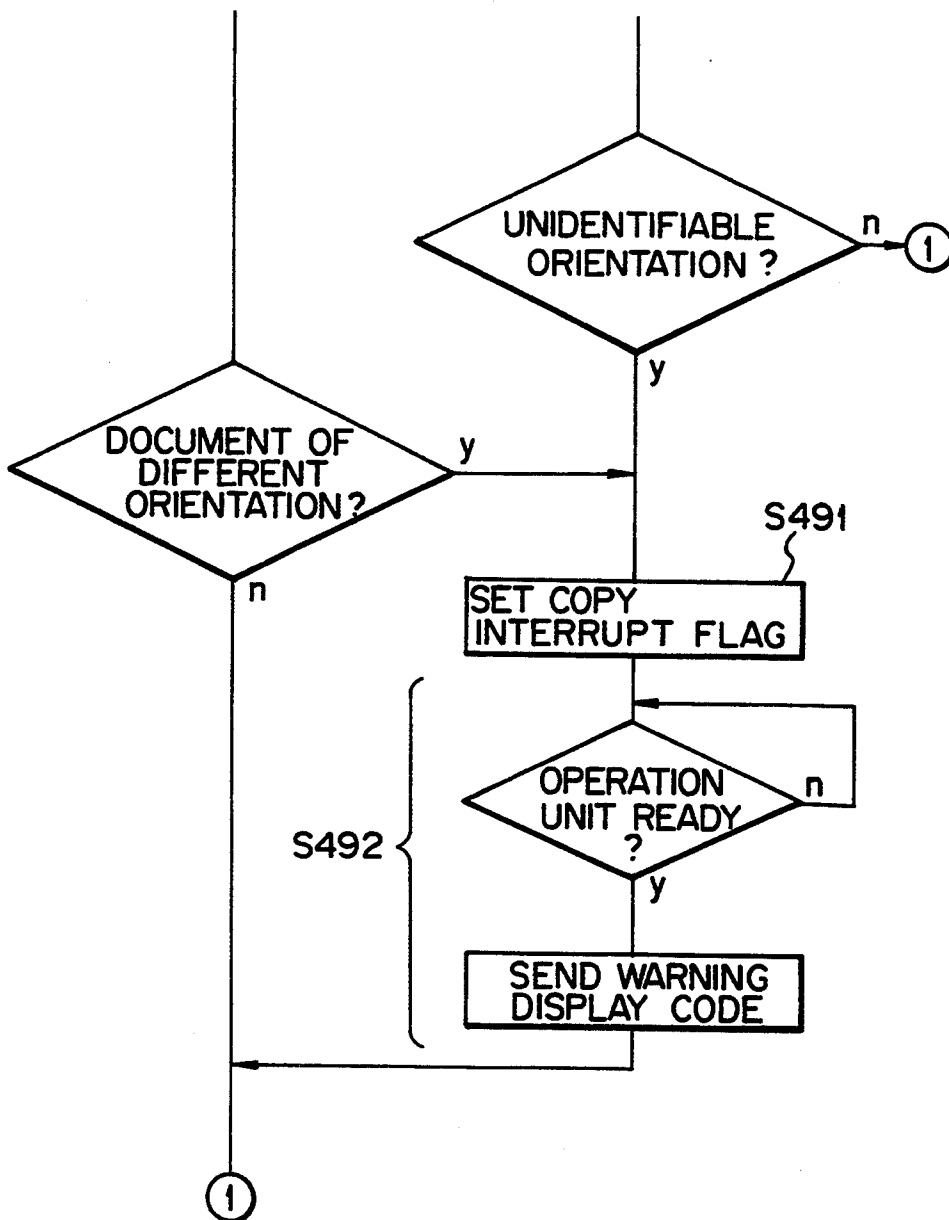 UNIDENTIFIABLE
ORIENTATION ?
n
1
y
DOCUMENT OF
DIFFERENT
ORIENTATION?
y
n
S491
SET COPY
INTERRUPT FLAG
OPERATION
UNIT READY
?
n
S492
y
SEND WARNING
DISPLAY CODE
1